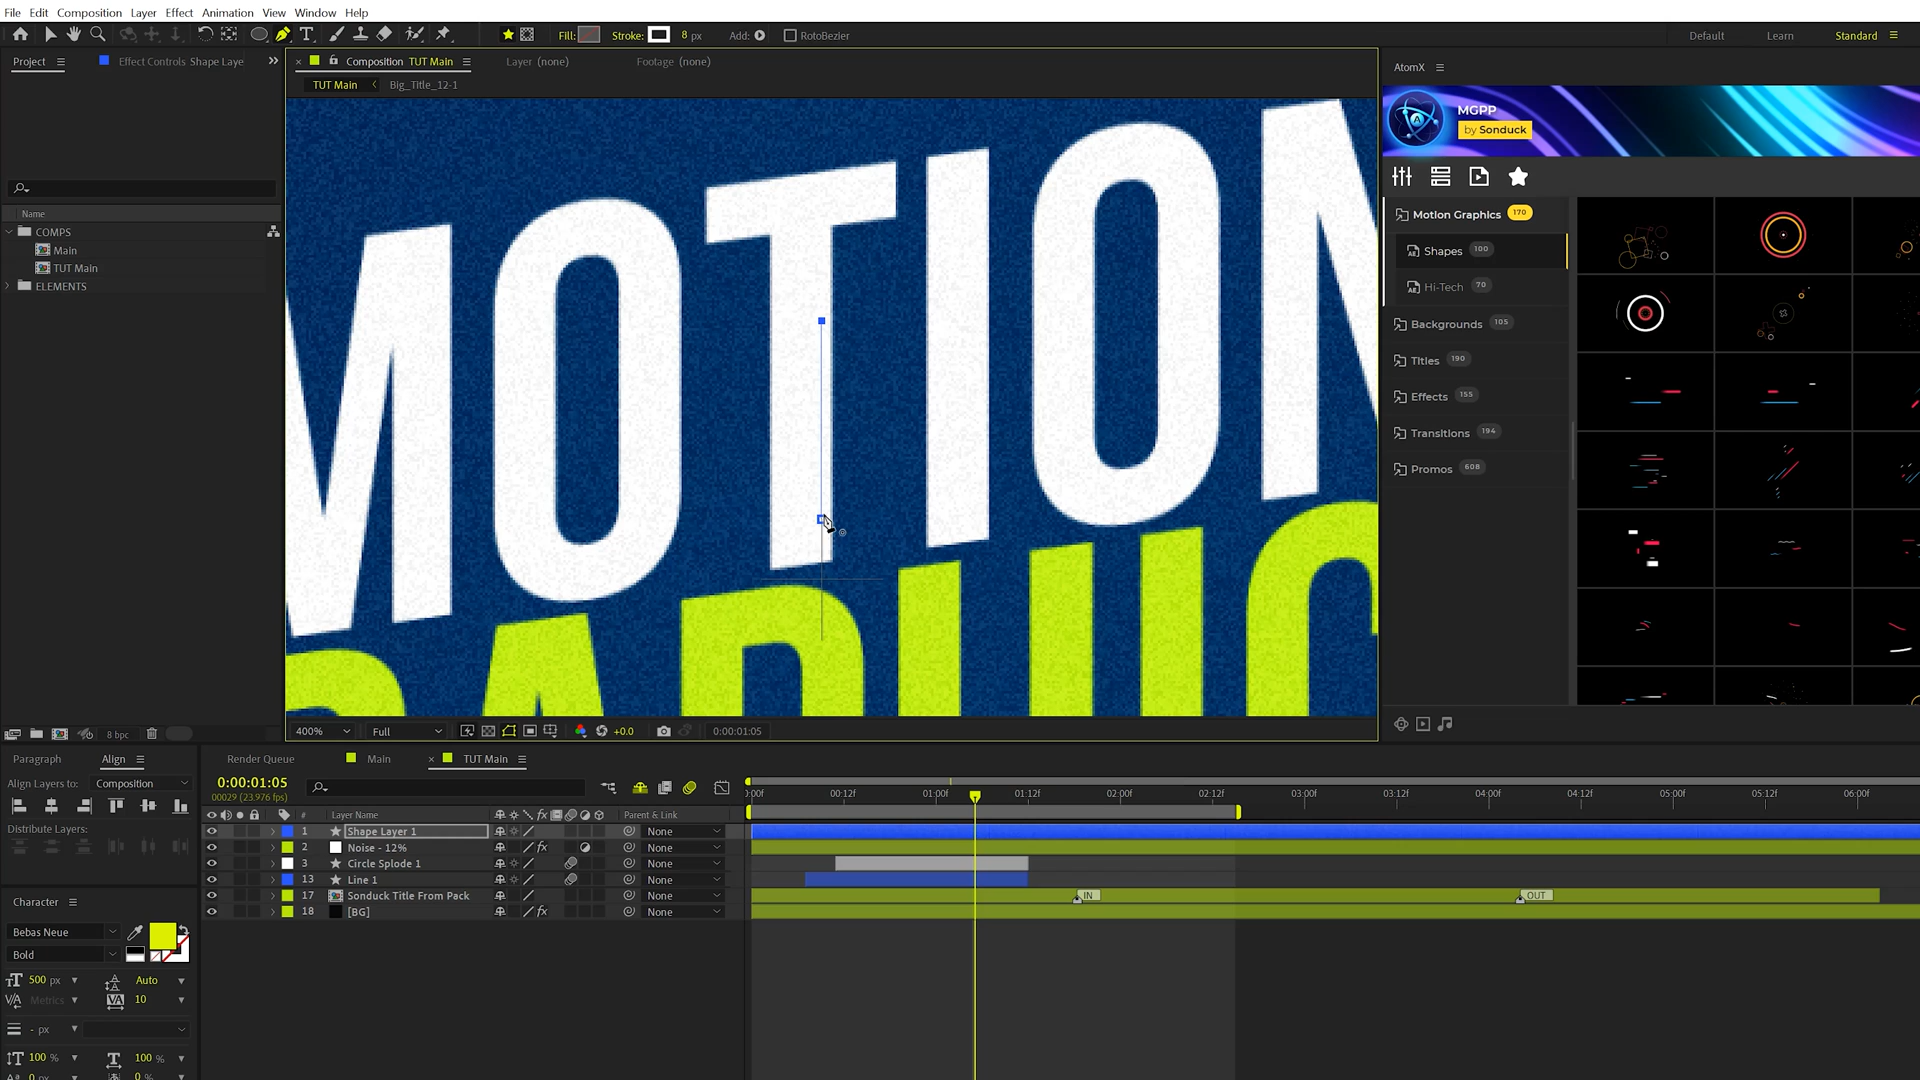 File Edit Composition Layer Effect Animation View Window Help
Fill: Stroke: 8 px Add: RotoBezier Default Learn Standard
Project Effect Controls Shape Laye
Composition TUT Main Layer (none) Footage (none)
TUT Main Big_Title_12-1
AtomX
MGPP
by Sonduck
Name
COMPS
Main
TUT Main
ELEMENTS
MOTION
Motion Graphics 170
Shapes 100
Hi-Tech 70
Backgrounds 105
Titles 190
Effects 155
Transitions 194
Promos 608
8 bpc
400% Full +0.0 0:00:01:05
Paragraph Align
Align Layers to: Composition
Distribute Layers:
Render Queue Main TUT Main
0:00:01:05
00029 (23.976 fps)
:00f 00:12f 01:00f 01:12f 02:00f 02:12f 03:00f 03:12f 04:00f 04:12f 05:00f 05:12f 06:00f
# Layer Name fx Parent & Link
1 Shape Layer 1 None
2 Noise - 12% fx None
3 Circle Splode 1 None
13 Line 1 None
17 Sonduck Title From Pack None IN OUT
18 [BG] fx None
Character
Bebas Neue
Bold
500 px Auto
Metrics 10
- px
100 % 100 %
0 px 0 %